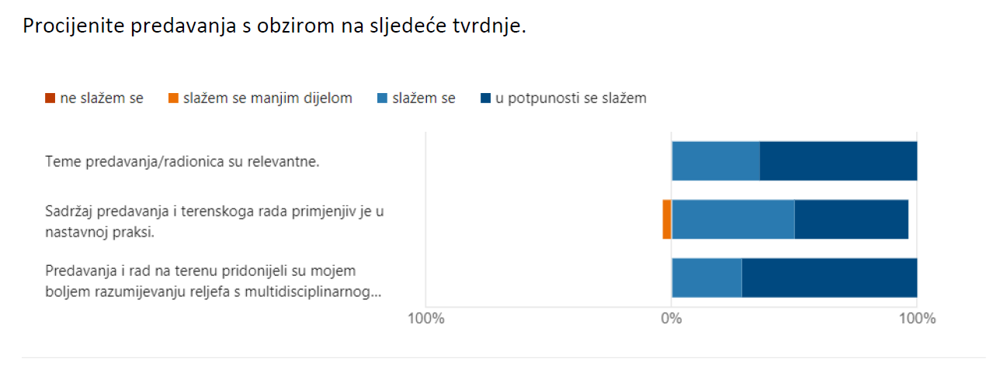 Procijenite predavanja s obzirom na sljedeće tvrdnje.
ne slažem se
slažem se manjim dijelom
slažem se
u potpunosti se slažem
Teme predavanja/radionica su relevantne.
Sadržaj predavanja i terenskoga rada primjenjiv je u
nastavnoj praksi.
Predavanja i rad na terenu pridonijeli su mojem
boljem razumijevanju reljefa s multidisciplinarnog...
100%
0%
100%